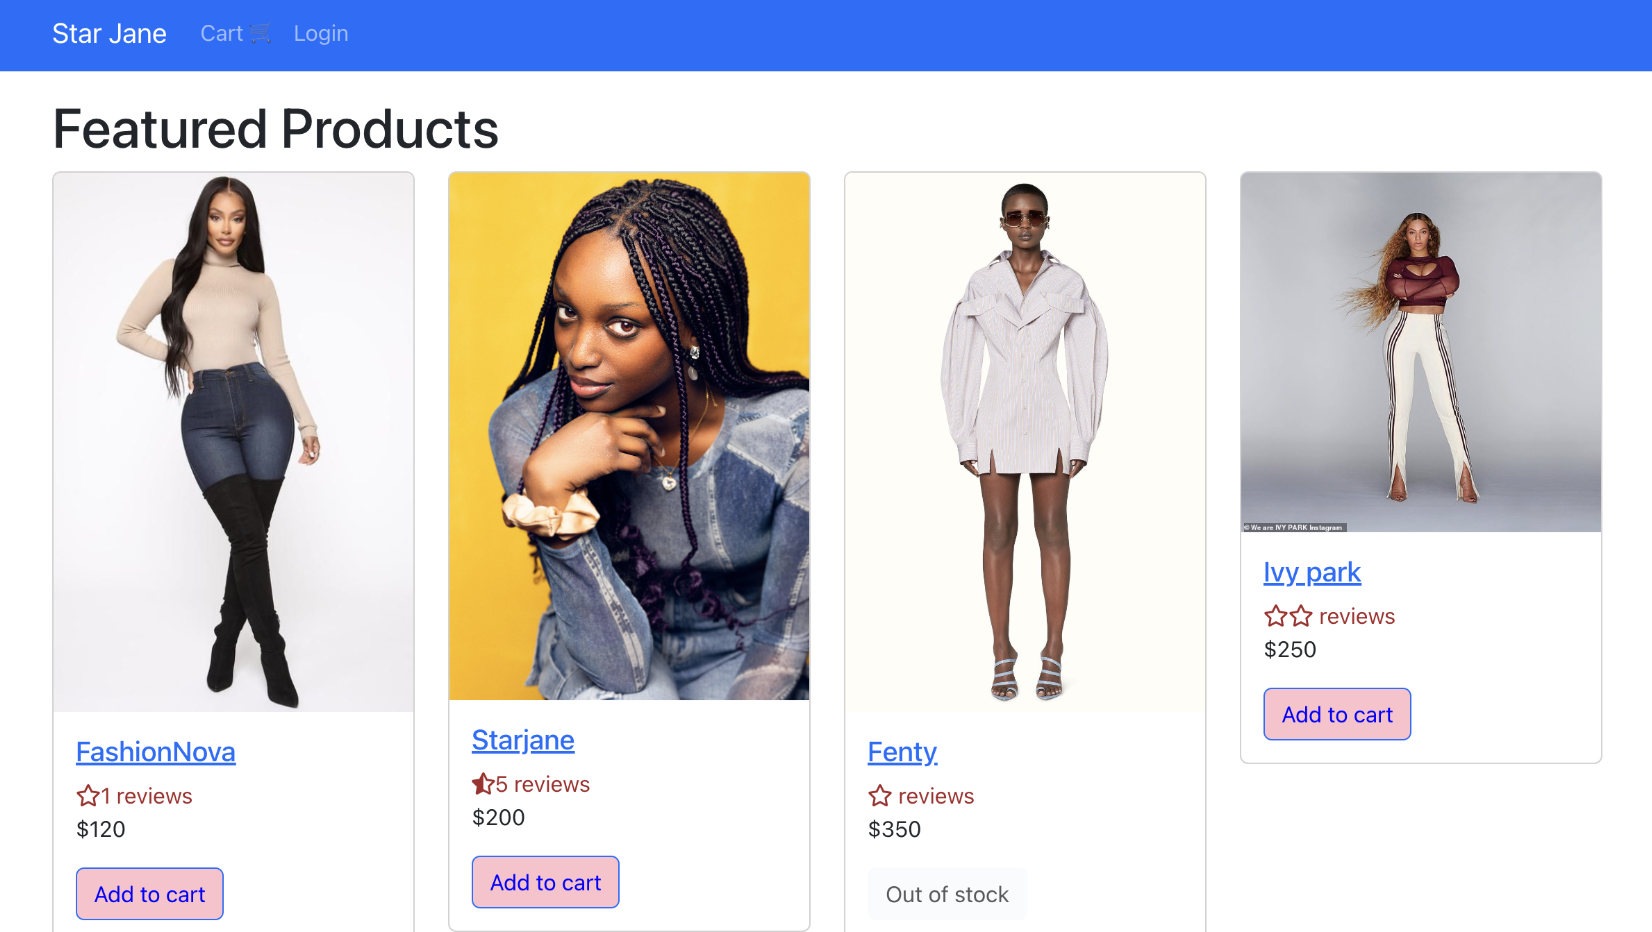 Star Jane Cart 🛒 Login
Featured Products
FashionNova
1 reviews
$120
Add to cart
Starjane
5 reviews
$200
Add to cart
Fenty
reviews
$350
Out of stock
© We are IVY PARK Instagram
Ivy park
reviews
$250
Add to cart